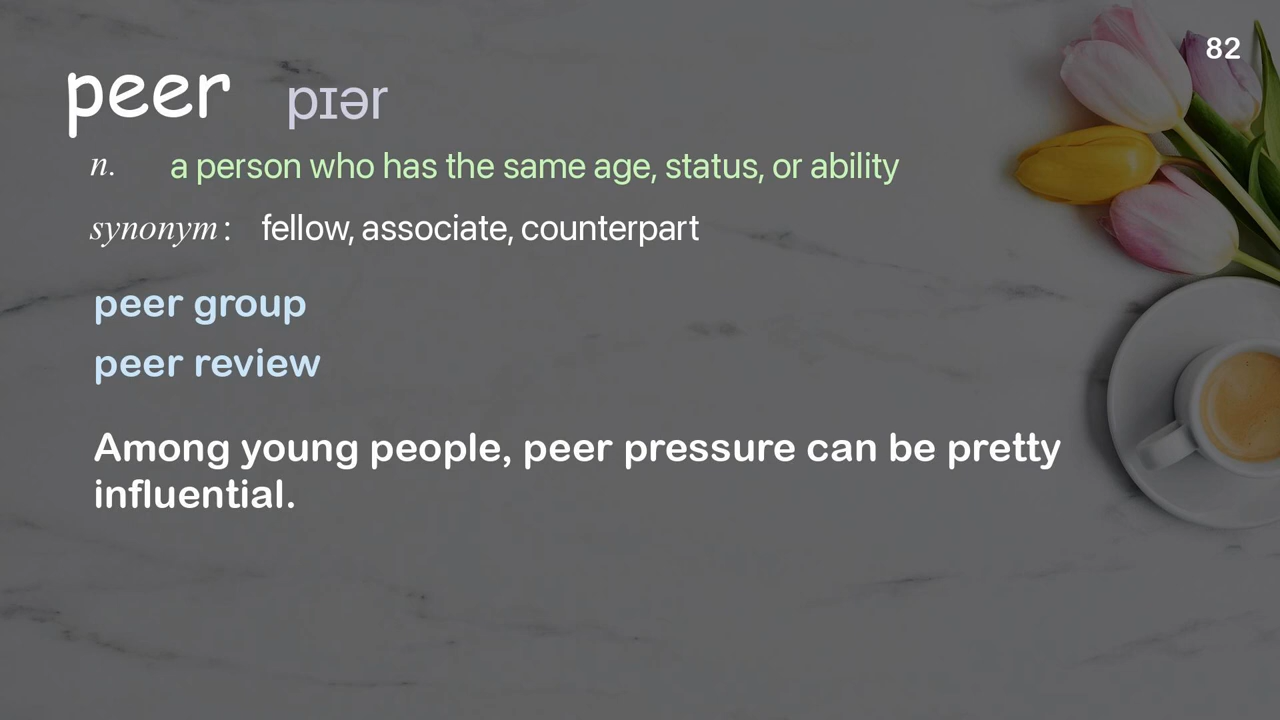 82
peer pɪər
n. a person who has the same age, status, or ability
synonym: fellow, associate, counterpart
peer group
peer review
Among young people, peer pressure can be pretty
influential.